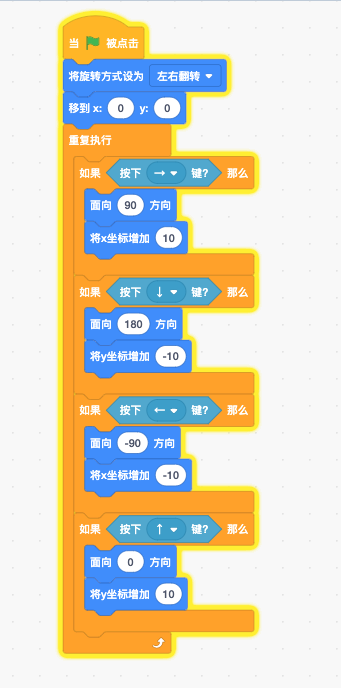 当 被点击
将旋转方式设为 左右翻转
移到 x: 0 y: 0
重复执行
如果 按下 → 键? 那么
面向 90 方向
将x坐标增加 10
如果 按下 ↓ 键? 那么
面向 180 方向
将y坐标增加 -10
如果 按下 ← 键? 那么
面向 -90 方向
将x坐标增加 -10
如果 按下 ↑ 键? 那么
面向 0 方向
将y坐标增加 10